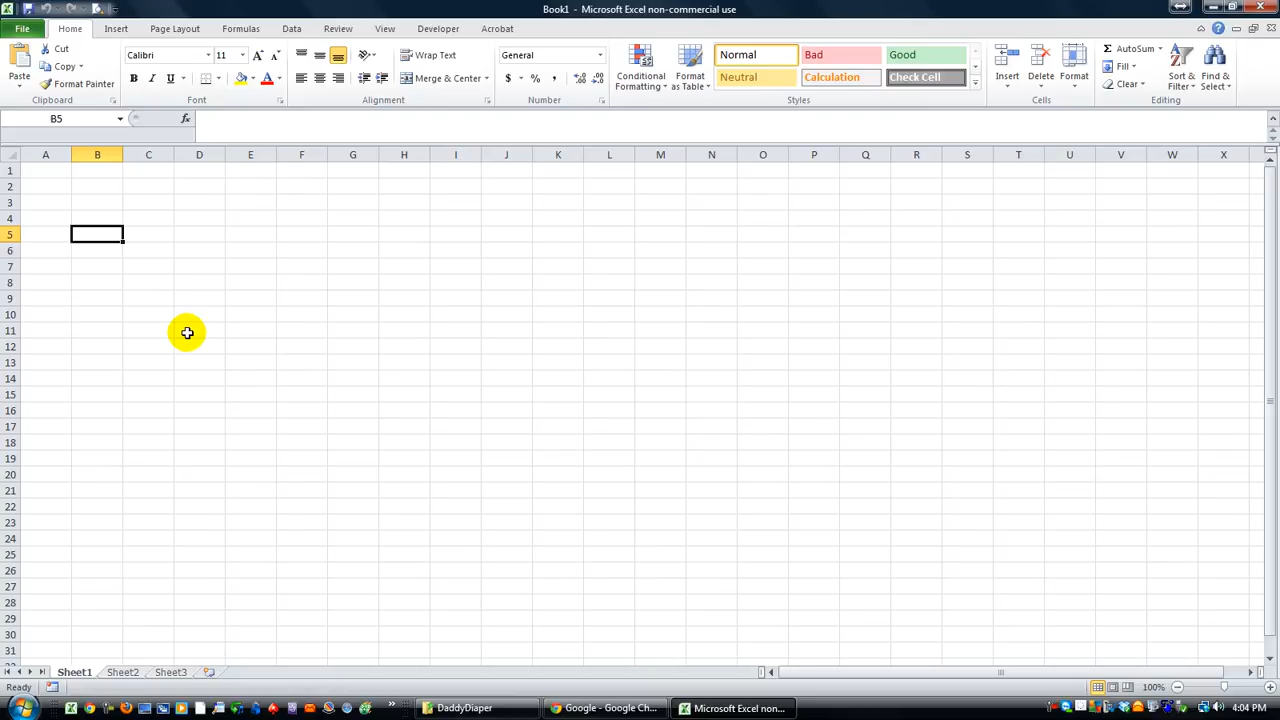 Book1 - Microsoft Excel non-commercial use
File Home Insert Page Layout Formulas Data Review View Developer Acrobat
Paste
Cut
Copy
Format Painter
Clipboard
Calibri 11
B I U
Font
Wrap Text
Merge & Center
Alignment
General
$ % ,
Number
Conditional Formatting
Format as Table
Normal Bad Good
Neutral Calculation Check Cell
Styles
Insert Delete Format
Cells
AutoSum
Fill
Clear
Sort & Filter
Find & Select
Editing
B5 fx
A B C D E F G H I J K L M N O P Q R S T U V W X
1
2
3
4
5
6
7
8
9
10
11
12
13
14
15
16
17
18
19
20
21
22
23
24
25
26
27
28
29
30
31
Sheet1 Sheet2 Sheet3
Ready 100%
DaddyDiaper Google - Google Ch... Microsoft Excel non... 4:04 PM